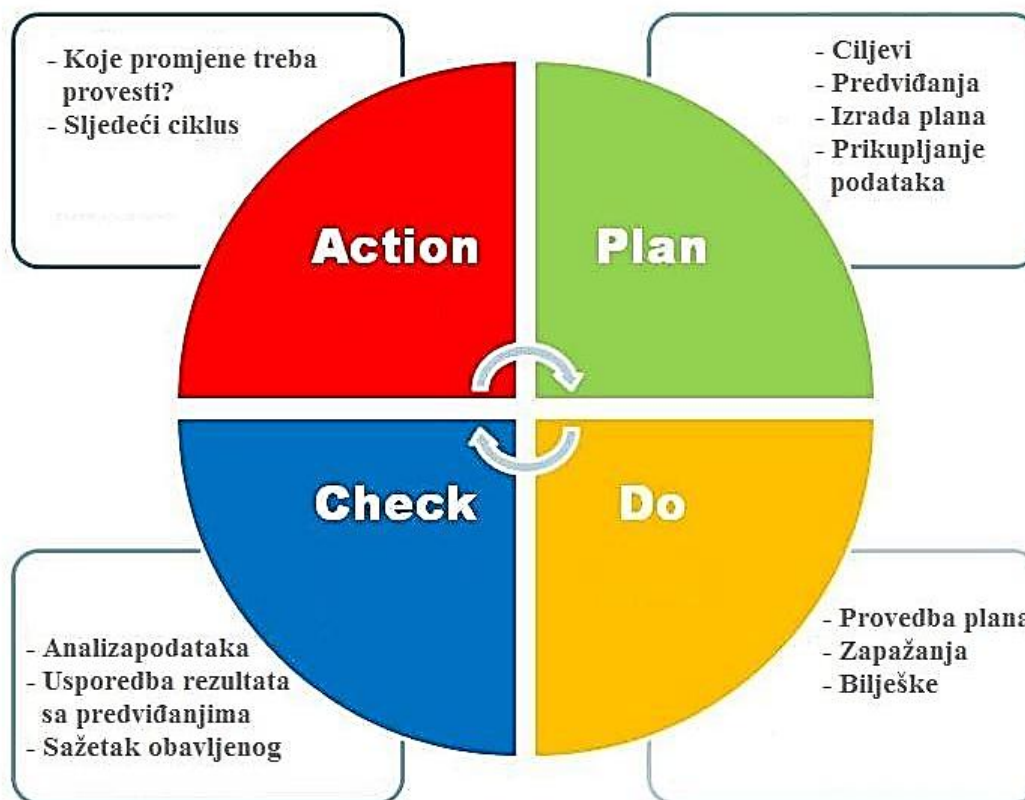 - Koje promjene treba
provesti?
- Sljedeći ciklus
- Ciljevi
- Predviđanja
- Izrada plana
- Prikupljanje
podataka
Action
Plan
Check
Do
- Analizapodataka
- Usporedba rezultata
sa predviđanjima
- Sažetak obavljenog
- Provedba plana
- Zapažanja
- Bilješke